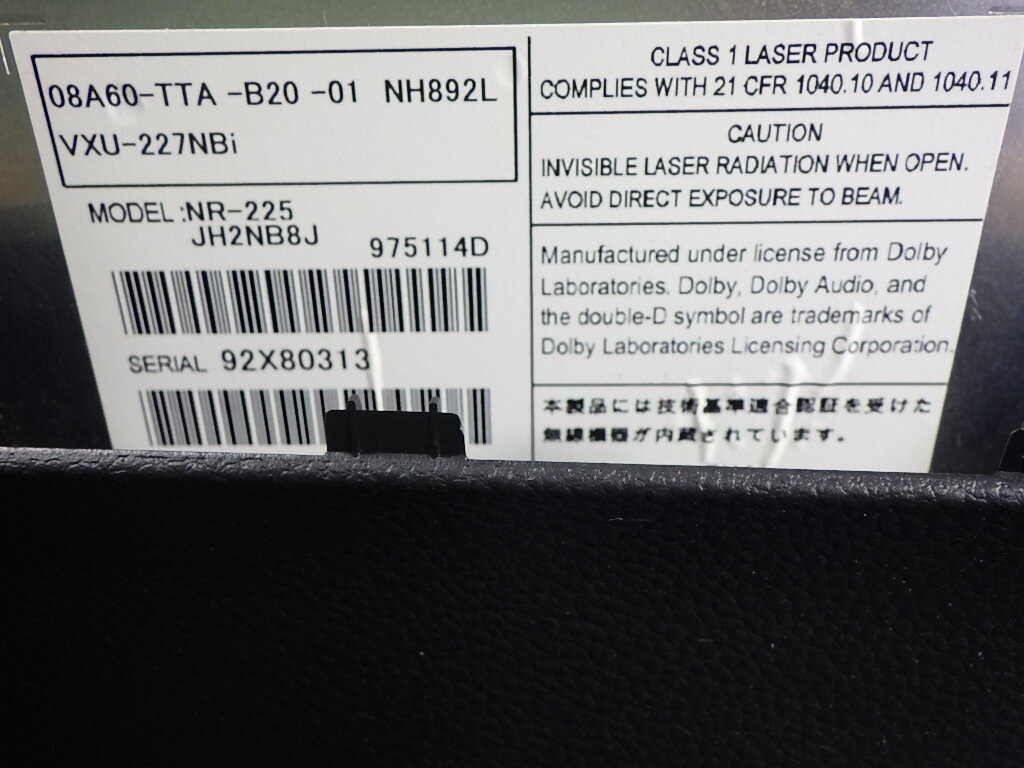 08A60-TTA -B20 -01 NH892L
VXU-227NBi
MODEL :NR-225
JH2NB8J
975114D
SERIAL 92X80313
CLASS 1 LASER PRODUCT
COMPLIES WITH 21 CFR 1040.10 AND 1040.11
CAUTION
INVISIBLE LASER RADIATION WHEN OPEN.
AVOID DIRECT EXPOSURE TO BEAM.
Manufactured under license from Dolby
Laboratories. Dolby, Dolby Audio, and
the double-D symbol are trademarks of
Dolby Laboratories Licensing Corporation.
本製品には技術基準適合認証を受けた
無線機器が内蔵されています。